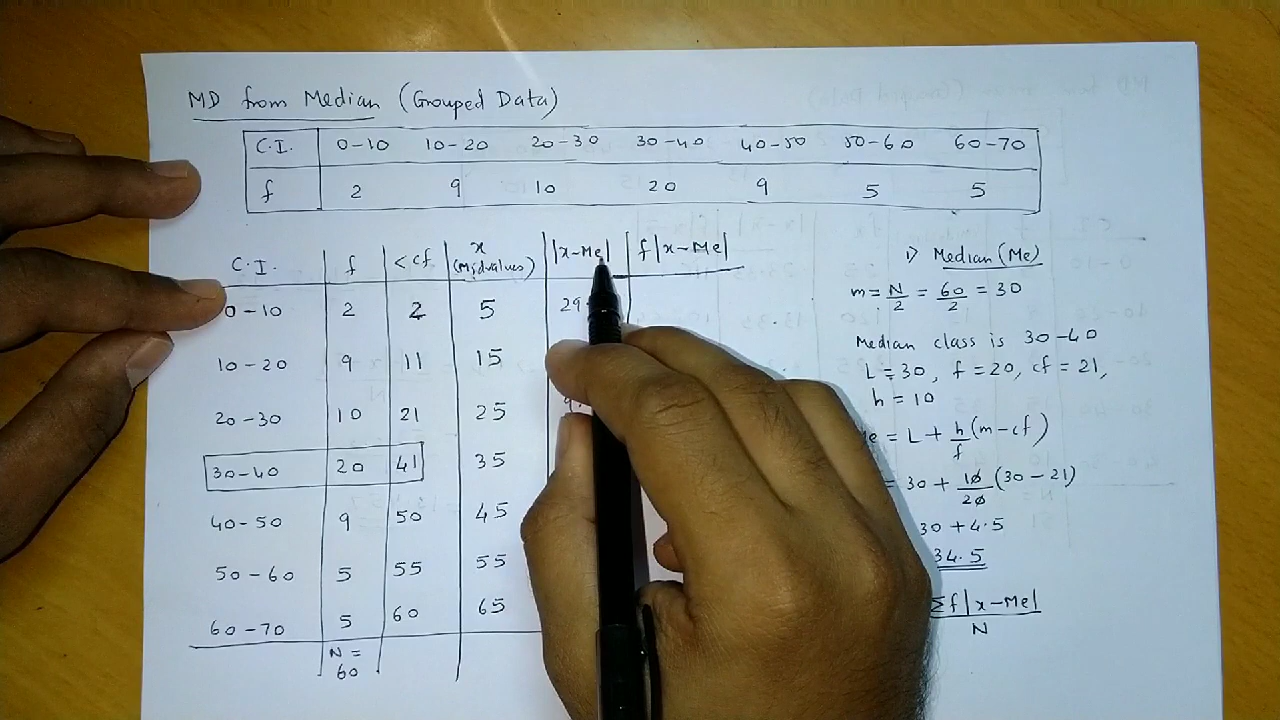 MD from Median (Grouped Data)
C.I. 0-10 10-20 20-30 30-40 40-50 50-60 60-70
f 2 9 10 20 9 5 5
C.I. f <cf x (Midvalues) |x-Me| f|x-Me|
0-10 2 2 5 29
10-20 9 11 15
20-30 10 21 25 9.
30-40 20 41 35
40-50 9 50 45
50-60 5 55 55
60-70 5 60 65
N =
60
i) Median (Me)
m = N/2 = 60/2 = 30
Median class is 30-40
L = 30, f = 20, cf = 21,
h = 10
e = L + h/f (m-cf)
= 30 + 10/20 (30-21)
30 + 4.5
34.5
Σf|x-Me|
N